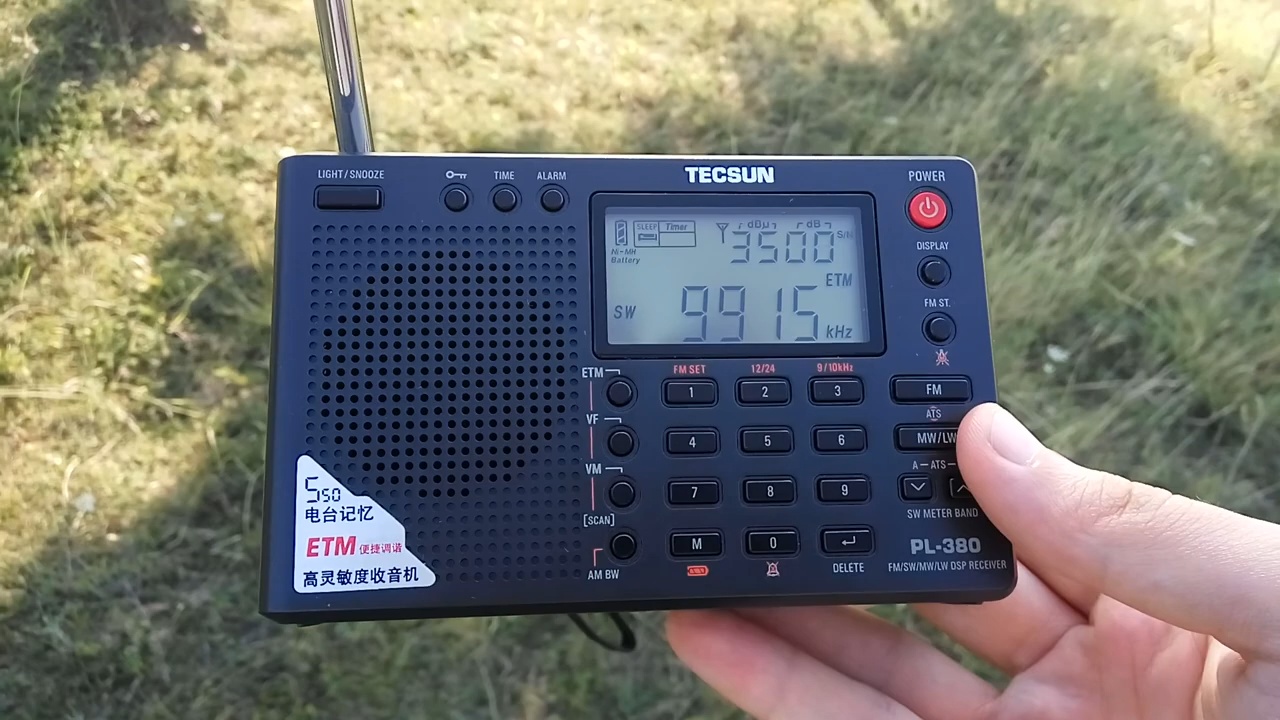 LIGHT/SNOOZE
TIME
ALARM
TECSUN
POWER
SLEEP Timer
dBμ dB
3500 S/N
Ni-MH
Battery
ETM
SW 9915 kHz
DISPLAY
FM ST.
ETM
FM SET 12/24 9/10kHz
1 2 3 FM
VF
ATS
4 5 6 MW/LW
VM
A-ATS-
7 8 9
SW METER BAND
[SCAN]
M 0
PL-380
AM BW
DELETE
FM/SW/MW/LW DSP RECEIVER
550
电台记忆
ETM 便捷调谐
高灵敏度收音机